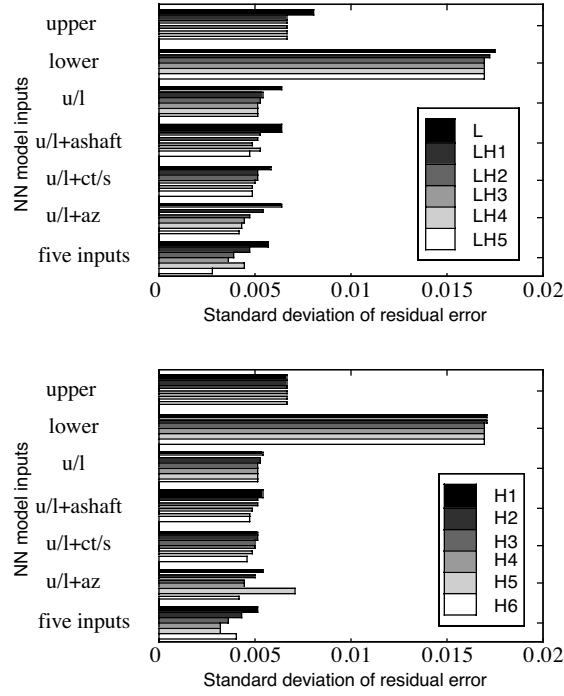 upper
lower
u/l
u/l+ashaft
u/l+ct/s
u/l+az
five inputs
NN model inputs
L
LH1
LH2
LH3
LH4
LH5
0 0.005 0.01 0.015 0.02
Standard deviation of residual error
upper
lower
u/l
u/l+ashaft
u/l+ct/s
u/l+az
five inputs
NN model inputs
H1
H2
H3
H4
H5
H6
0 0.005 0.01 0.015 0.02
Standard deviation of residual error